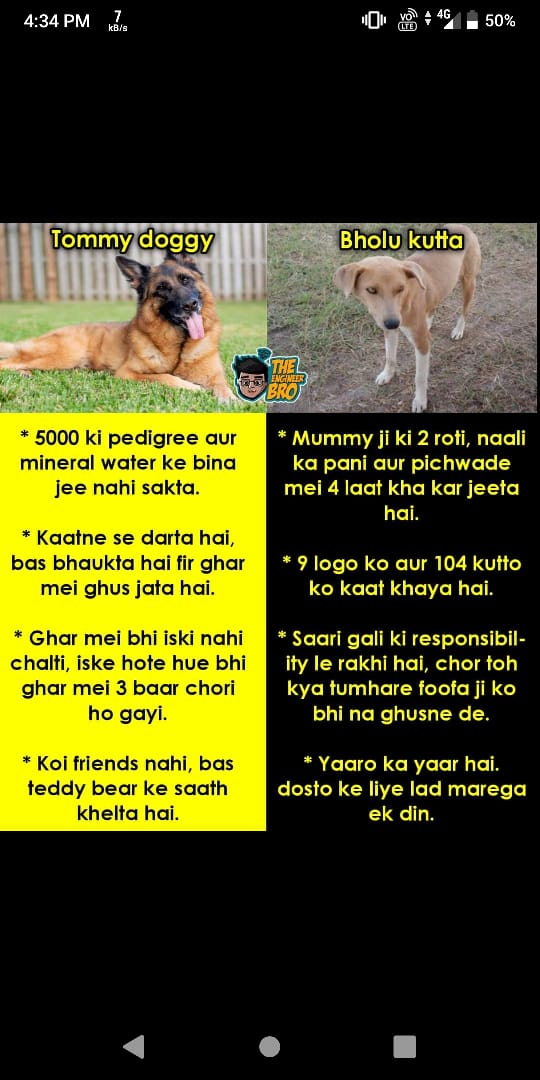 4:34 PM
7
kB/s
VO
LTE
4G
50%
Tommy doggy
Bholu kutta
THE
ENGINEER
BRO
* 5000 ki pedigree aur
mineral water ke bina
jee nahi sakta.
* Kaatne se darta hai,
bas bhaukta hai fir ghar
mei ghus jata hai.
* Ghar mei bhi iski nahi
chalti, iske hote hue bhi
ghar mei 3 baar chori
ho gayi.
* Koi friends nahi, bas
teddy bear ke saath
khelta hai.
* Mummy ji ki 2 roti, naali
ka pani aur pichwade
mei 4 laat kha kar jeeta
hai.
* 9 logo ko aur 104 kutto
ko kaat khaya hai.
* Saari gali ki responsibil-
ity le rakhi hai, chor toh
kya tumhare foofa ji ko
bhi na ghusne de.
* Yaaro ka yaar hai.
dosto ke liye lad marega
ek din.